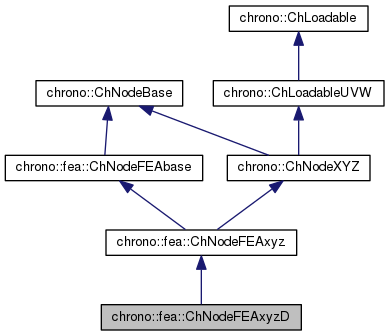 chrono::ChLoadable
chrono::ChNodeBase
chrono::ChLoadableUVW
chrono::fea::ChNodeFEAbase
chrono::ChNodeXYZ
chrono::fea::ChNodeFEAxyz
chrono::fea::ChNodeFEAxyzD